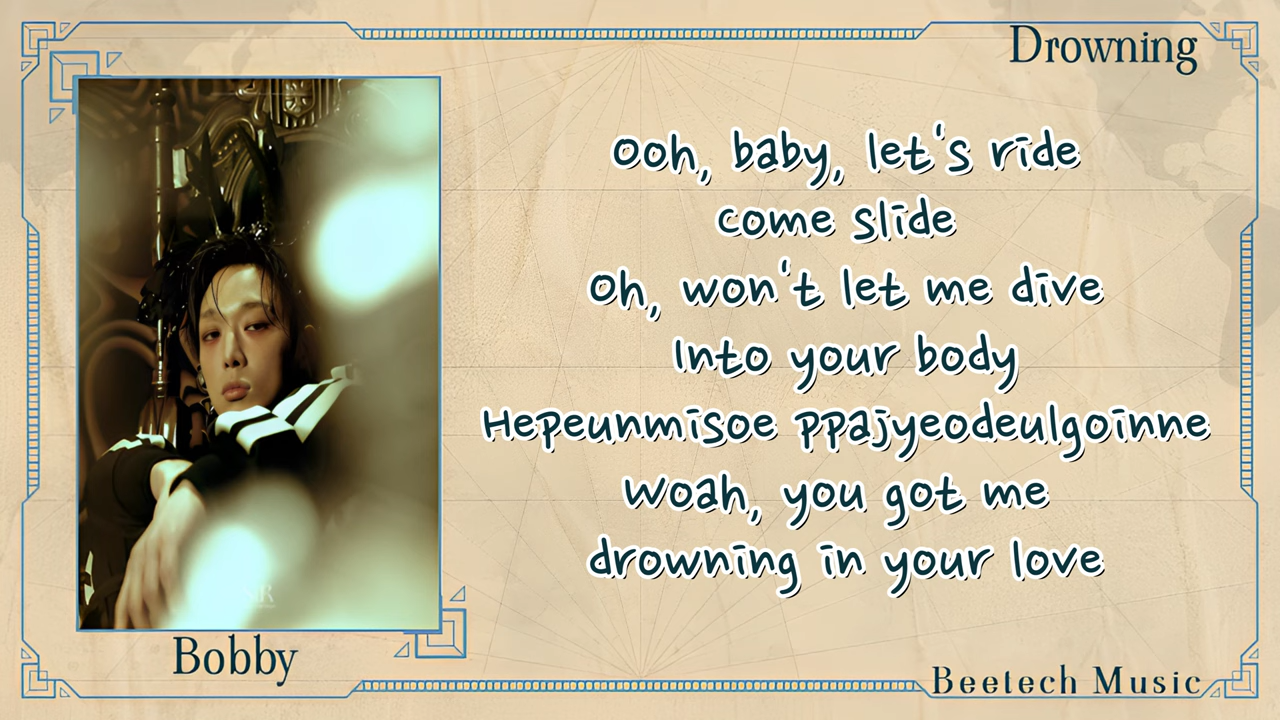 Drowning
Ooh, baby, let's ride
come slide
Oh, won't let me dive
Into your body
Hepeunmisoe ppajyeodeulgoinne
Woah, you got me
drowning in your love
Bobby
Beetech Music